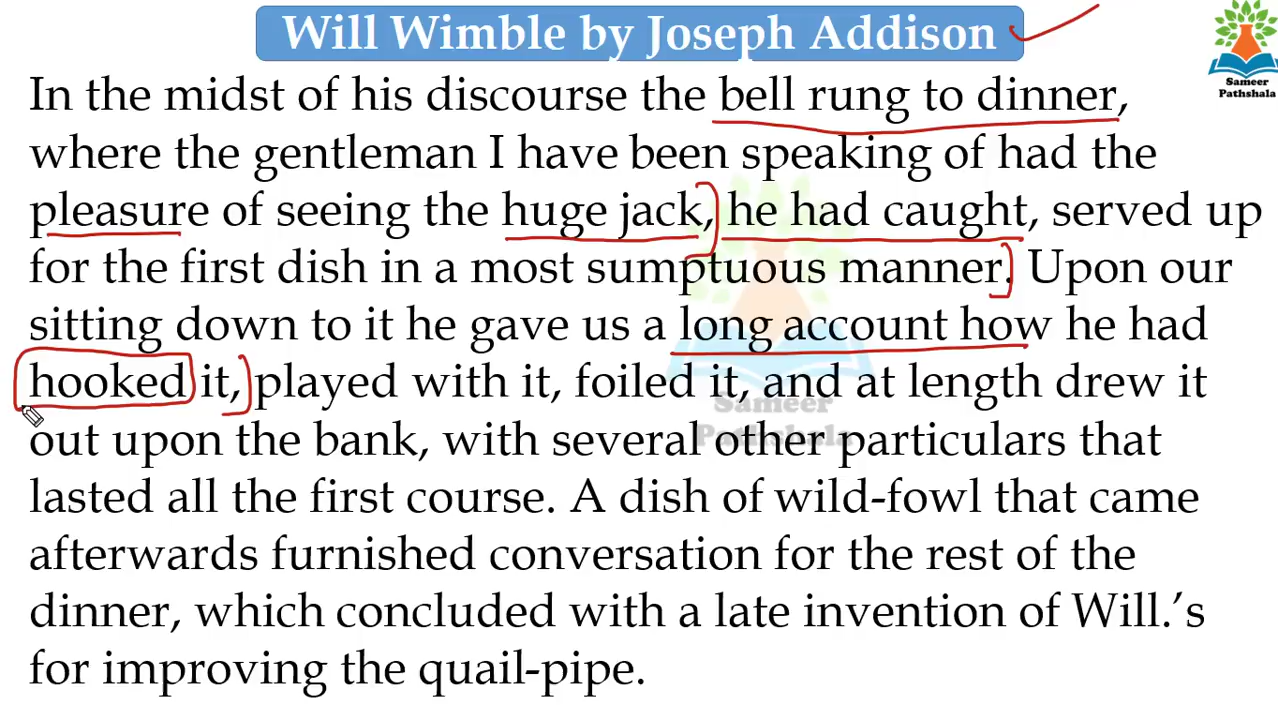 Will Wimble by Joseph Addison
Sameer
Pathshala
In the midst of his discourse the bell rung to dinner,
where the gentleman I have been speaking of had the
pleasure of seeing the huge jack, he had caught, served up
for the first dish in a most sumptuous manner. Upon our
sitting down to it he gave us a long account how he had
hooked it, played with it, foiled it, and at length drew it
Sameer
out upon the bank, with several other particulars that
Pathshala
lasted all the first course. A dish of wild-fowl that came
afterwards furnished conversation for the rest of the
dinner, which concluded with a late invention of Will.’s
for improving the quail-pipe.